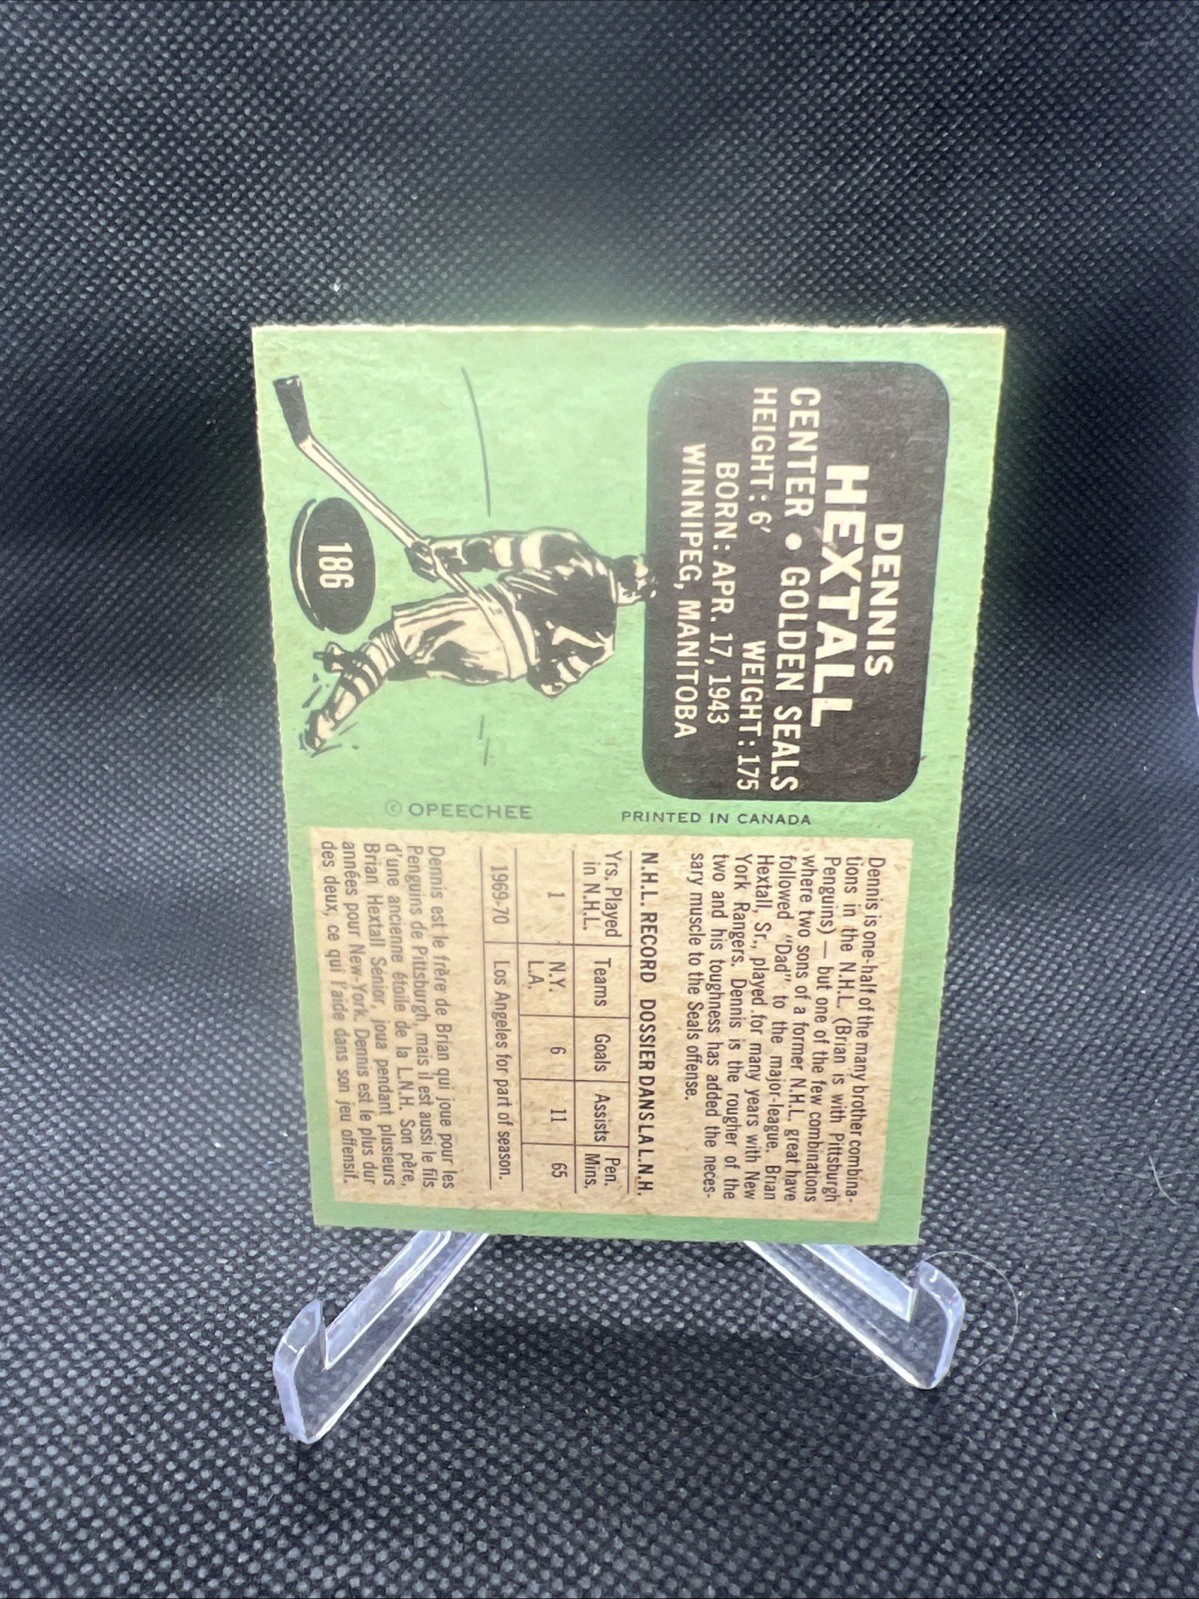 DENNIS
HEXTALL
CENTER • GOLDEN SEALS
HEIGHT: 6' WEIGHT: 175
BORN: APR. 17, 1943
WINNIPEG, MANITOBA
186
© OPEECHEE
PRINTED IN CANADA
Dennis is one-half of the many brother combina-
tions in the N.H.L. (Brian is with Pittsburgh
Penguins) — but one of the few combinations
where two sons of a former N.H.L. great have
followed "Dad" to the major-league. Brian
Hextall, Sr., played for many years with New
York Rangers. Dennis is the rougher of the
two and his toughness has added the neces-
sary muscle to the Seals offense.
N.H.L. RECORD DOSSIER DANS LA L.N.H.
Yrs. Played in N.H.L. Teams Goals Assists Pen. Mins.
1 N.Y. 6 11 65
L.A.
1969-70 Los Angeles for part of season.
Dennis est le frère de Brian qui joue pour les
Penguins de Pittsburgh, mais il est aussi le fils
d'une ancienne étoile de la L.N.H. Son père,
Brian Hextall Sénior, joua pendant plusieurs
années pour New-York. Dennis est le plus dur
des deux, ce qui l'aide dans son jeu offensif.